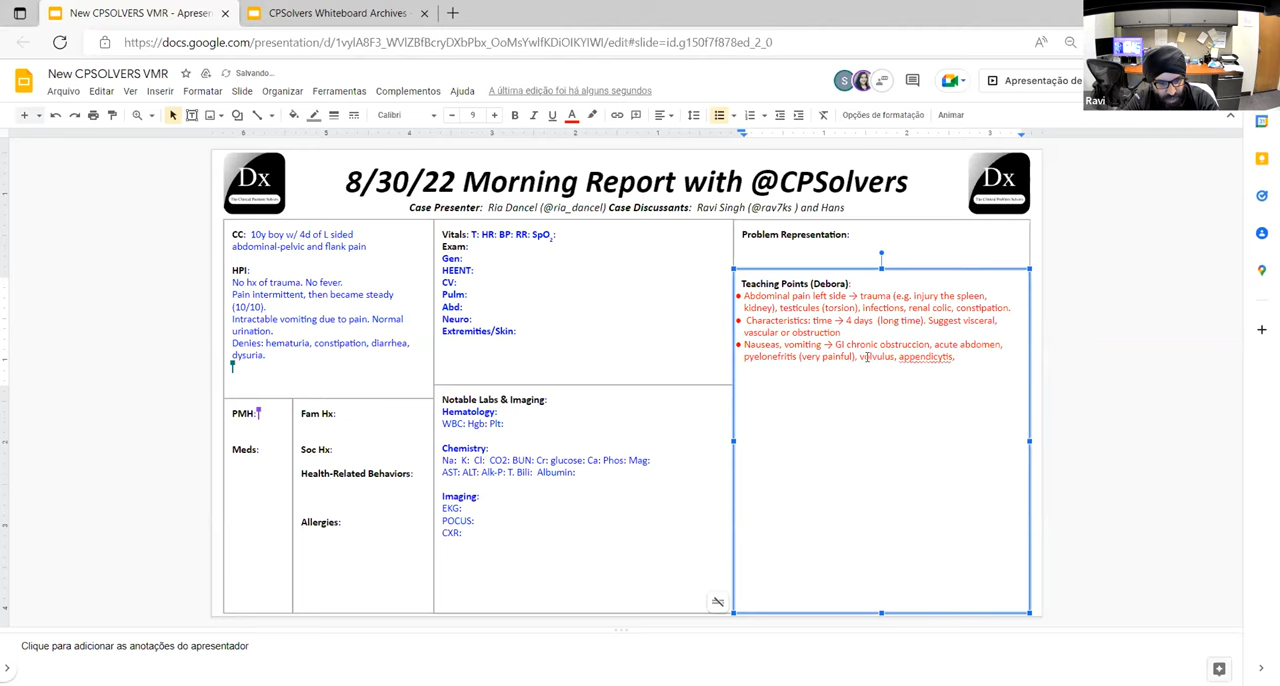 New CPSOLVERS VMR - Apresen
CPSolvers Whiteboard Archives
https://docs.google.com/presentation/d/1vylA8F3_WVlZBfBcryDXbPbx_OoMsYwlfKDiOIKYIWI/edit#slide=id.g150f7f878ed_2_0
New CPSOLVERS VMR
Salvando...
Arquivo Editar Ver Inserir Formatar Slide Organizar Ferramentas Complementos Ajuda A última edição foi há alguns segundos
S
Apresentação de
Ravi
Calibri 9 Opções de formatação Animar
Dx
8/30/22 Morning Report with @CPSolvers
Dx
Case Presenter: Ria Dancel (@ria_dancel) Case Discussants: Ravi Singh (@rav7ks ) and Hans
CC: 10y boy w/ 4d of L sided
abdominal-pelvic and flank pain
HPI:
No hx of trauma. No fever.
Pain intermittent, then became steady
(10/10).
Intractable vomiting due to pain. Normal
urination.
Denies: hematuria, constipation, diarrhea,
dysuria.
PMH:
Meds:
Fam Hx:
Soc Hx:
Health-Related Behaviors:
Allergies:
Vitals: T: HR: BP: RR: SpO2:
Exam:
Gen:
HEENT:
CV:
Pulm:
Abd:
Neuro:
Extremities/Skin:
Notable Labs & Imaging:
Hematology:
WBC: Hgb: Plt:
Chemistry:
Na: K: Cl: CO2: BUN: Cr: glucose: Ca: Phos: Mag:
AST: ALT: Alk-P: T. Bili: Albumin:
Imaging:
EKG:
POCUS:
CXR:
Problem Representation:
Teaching Points (Debora):
● Abdominal pain left side → trauma (e.g. injury the spleen,
kidney), testicules (torsion), infections, renal colic, constipation.
● Characteristics: time → 4 days (long time). Suggest visceral,
vascular or obstruction
● Nauseas, vomiting → GI chronic obstruccion, acute abdomen,
pyelonefritis (very painful), volvulus, appendicytis,
Clique para adicionar as anotações do apresentador